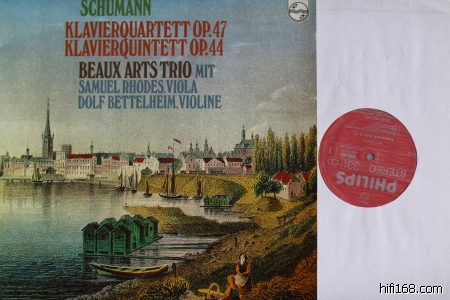 SCHUMANN
KLAVIERQUARTETT OP.47
KLAVIERQUINTETT OP.44
BEAUX ARTS TRIO MIT
SAMUEL RHODES, VIOLA
DOLF BETTELHEIM, VIOLINE
PHILIPS
STEREO
hifi168.com